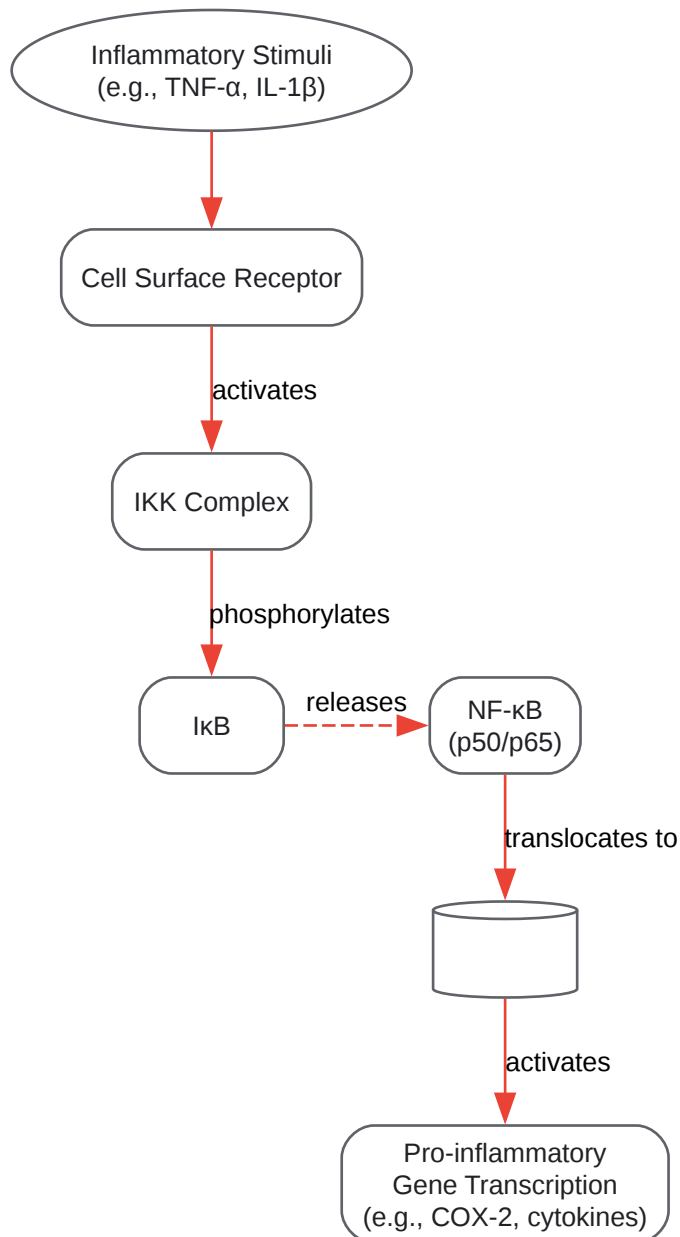 Inflammatory Stimuli
(e.g., TNF-α, IL-1β)
Cell Surface Receptor
activates
IKK Complex
phosphorylates
IκB
releases
NF-κB
(p50/p65)
translocates to
activates
Pro-inflammatory
Gene Transcription
(e.g., COX-2, cytokines)